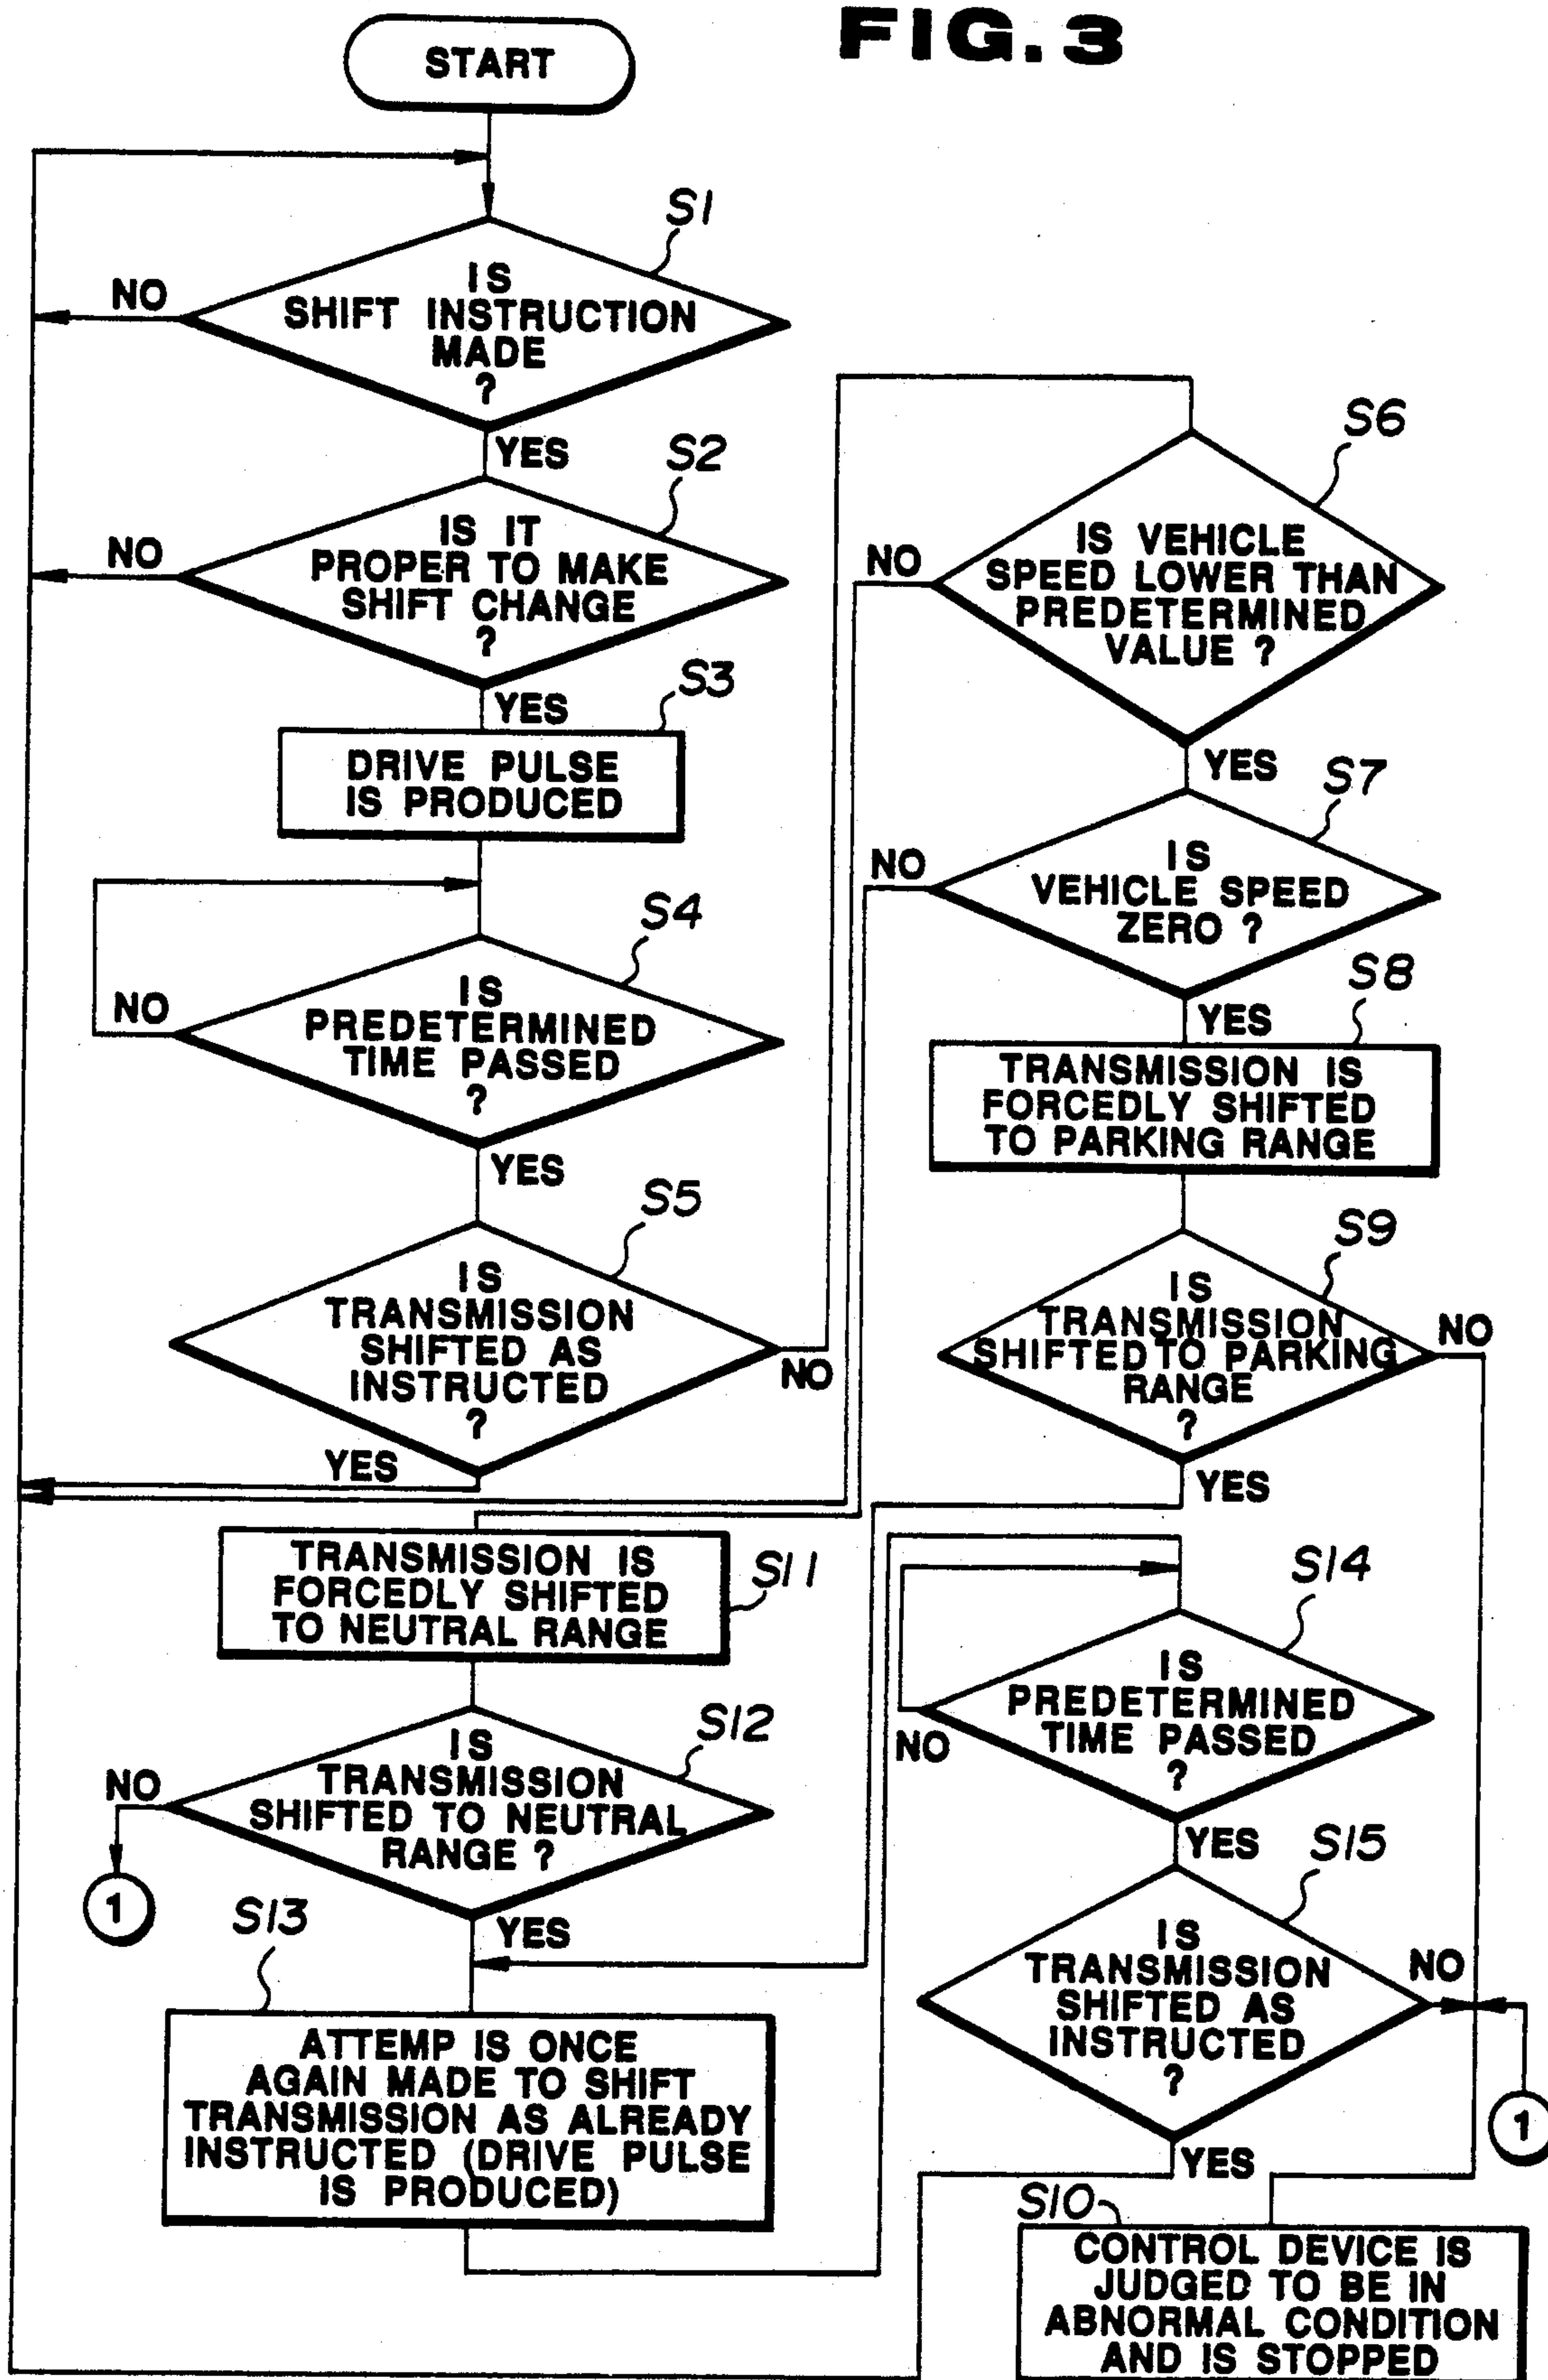 FIG. 3
START
S1
IS
SHIFT INSTRUCTION
MADE
?
NO
YES
S2
IS IT
PROPER TO MAKE
SHIFT CHANGE
?
NO
YES
S3
DRIVE PULSE
IS PRODUCED
S4
IS
PREDETERMINED
TIME PASSED
?
NO
YES
S5
IS
TRANSMISSION
SHIFTED AS
INSTRUCTED
?
NO
YES
S6
IS VEHICLE
SPEED LOWER THAN
PREDETERMINED
VALUE ?
NO
YES
S7
IS
VEHICLE SPEED
ZERO ?
NO
YES
S8
TRANSMISSION IS
FORCEDLY SHIFTED
TO PARKING RANGE
S9
IS
TRANSMISSION
SHIFTED TO PARKING
RANGE
?
NO
YES
TRANSMISSION IS
FORCEDLY SHIFTED
TO NEUTRAL RANGE
S11
S12
IS
TRANSMISSION
SHIFTED TO NEUTRAL
RANGE ?
NO
1
YES
S13
ATTEMP IS ONCE
AGAIN MADE TO SHIFT
TRANSMISSION AS ALREADY
INSTRUCTED (DRIVE PULSE
IS PRODUCED)
S14
IS
PREDETERMINED
TIME PASSED
?
NO
YES
S15
IS
TRANSMISSION
SHIFTED AS
INSTRUCTED
?
NO
1
YES
S10
CONTROL DEVICE IS
JUDGED TO BE IN
ABNORMAL CONDITION
AND IS STOPPED